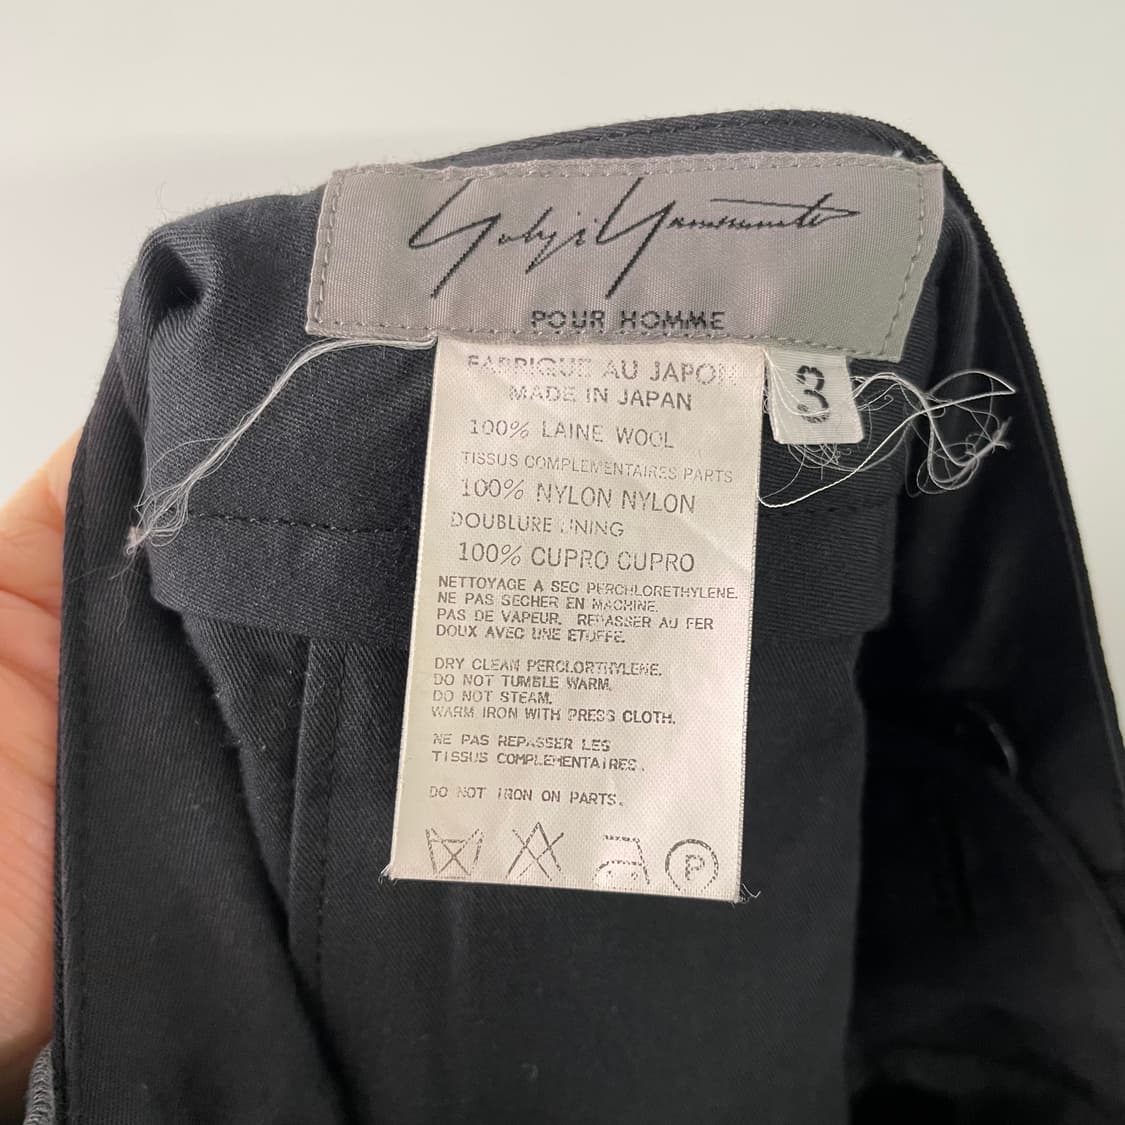 Yohji Yamamoto
POUR HOMME
3
FABRIQUE AU JAPON
MADE IN JAPAN
100% LAINE WOOL
TISSUS COMPLEMENTAIRES PARTS
100% NYLON NYLON
DOUBLURE LINING
100% CUPRO CUPRO
NETTOYAGE A SEC PERCHLORETHYLENE.
NE PAS SECHER EN MACHINE.
PAS DE VAPEUR. REPASSER AU FER
DOUX AVEC UNE ETOFFE.
DRY CLEAN PERCLORTHYLENE.
DO NOT TUMBLE WARM.
DO NOT STEAM.
WARM IRON WITH PRESS CLOTH.
NE PAS REPASSER LES
TISSUS COMPLEMENTAIRES.
DO NOT IRON ON PARTS.
P